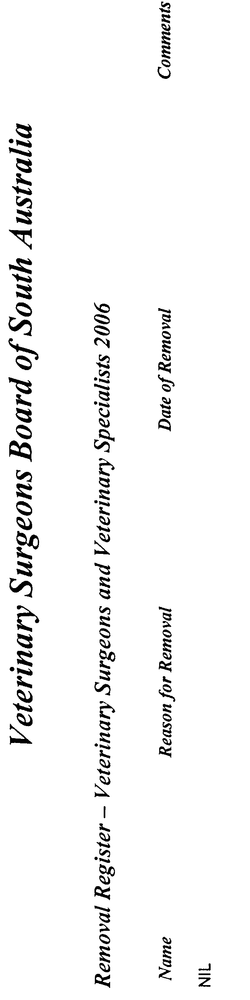 Veterinary Surgeons Board of South Australia
Removal Register – Veterinary Surgeons and Veterinary Specialists 2006
Name Reason for Removal Date of Removal Comments
NIL